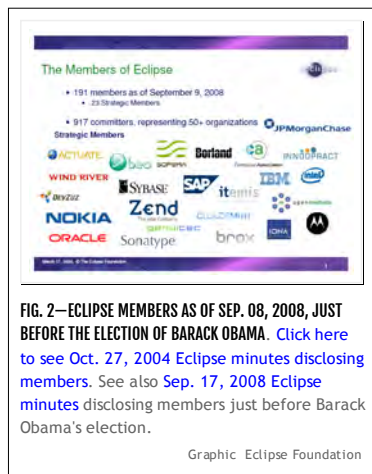 The Members of Eclipse
• 191 members as of September 9, 2008
- 23 Strategic Members
• 917 committers, representing 50+ organizations
JPMorganChase
Strategic Members
ACTUATE
bea
SOPERA
Borland
ca
INNOOPRACT
WIND RIVER
SYBASE
SAP
itemis
IBM
intel
NOKIA
Zend
ORACLE
Sonatype
brox
IONA
FIG. 2—ECLIPSE MEMBERS AS OF SEP. 08, 2008, JUST
BEFORE THE ELECTION OF BARACK OBAMA. Click here
to see Oct. 27, 2004 Eclipse minutes disclosing
members. See also Sep. 17, 2008 Eclipse
minutes disclosing members just before Barack
Obama's election.
Graphic Eclipse Foundation